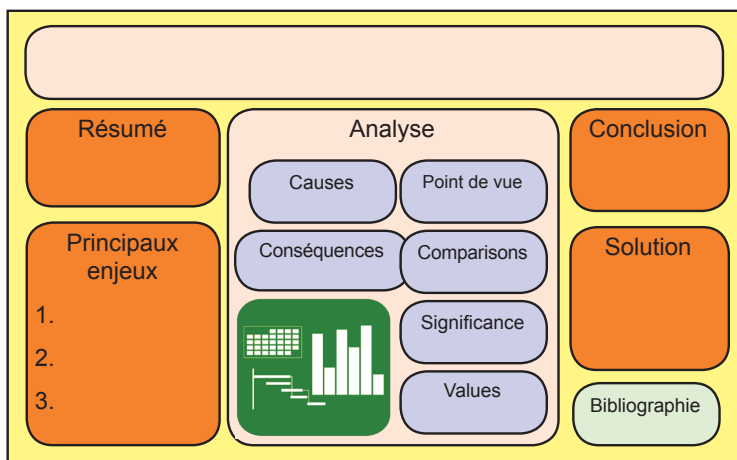 Résumé
Principaux
enjeux
1.
2.
3.
Analyse
Causes
Point de vue
Conséquences
Comparisons
Significance
Values
Conclusion
Solution
Bibliographie